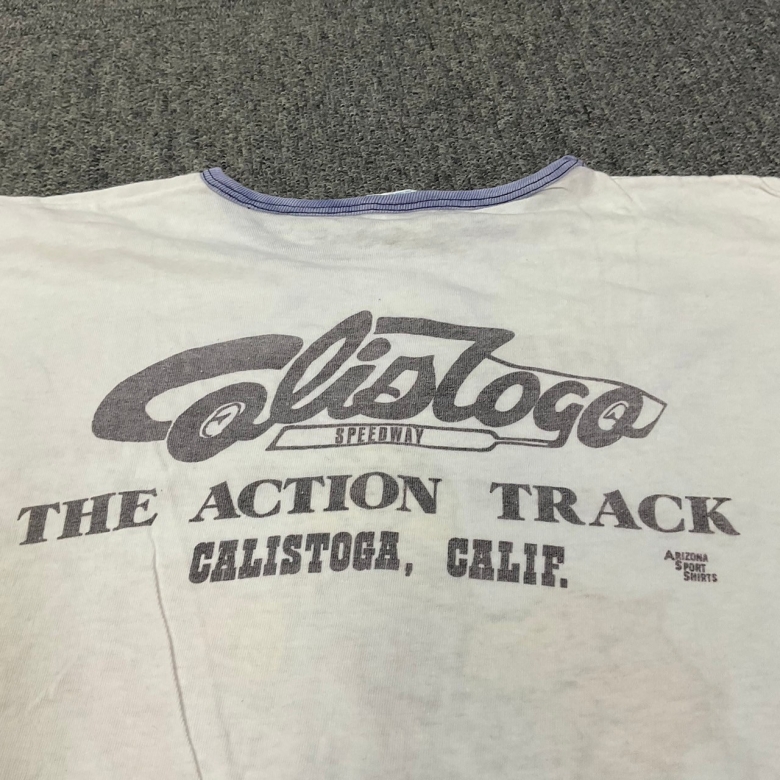 Calistoga
SPEEDWAY
THE ACTION TRACK
CALISTOGA, CALIF.
ARIZONA
SPORT
SHIRTS